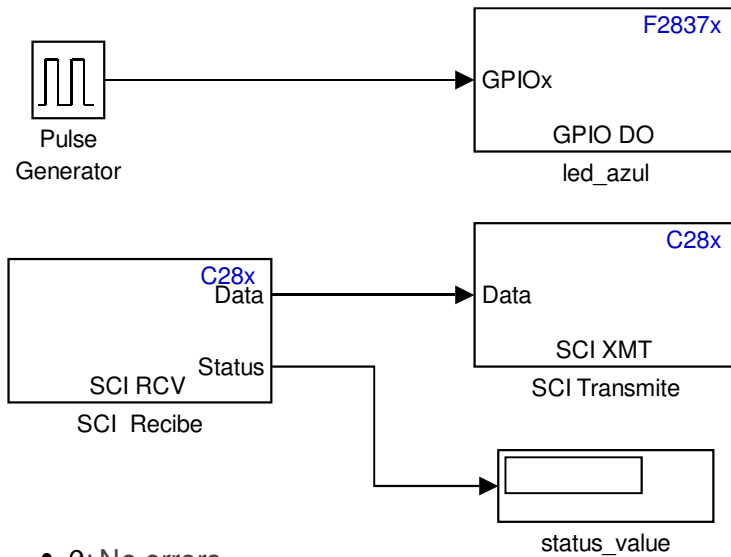 F2837x
GPIOx
GPIO DO
led_azul
Pulse
Generator
C28x
Data
Status
SCI RCV
SCI Recibe
C28x
Data
SCI XMT
SCI Transmite
status_value
• 0: No errors